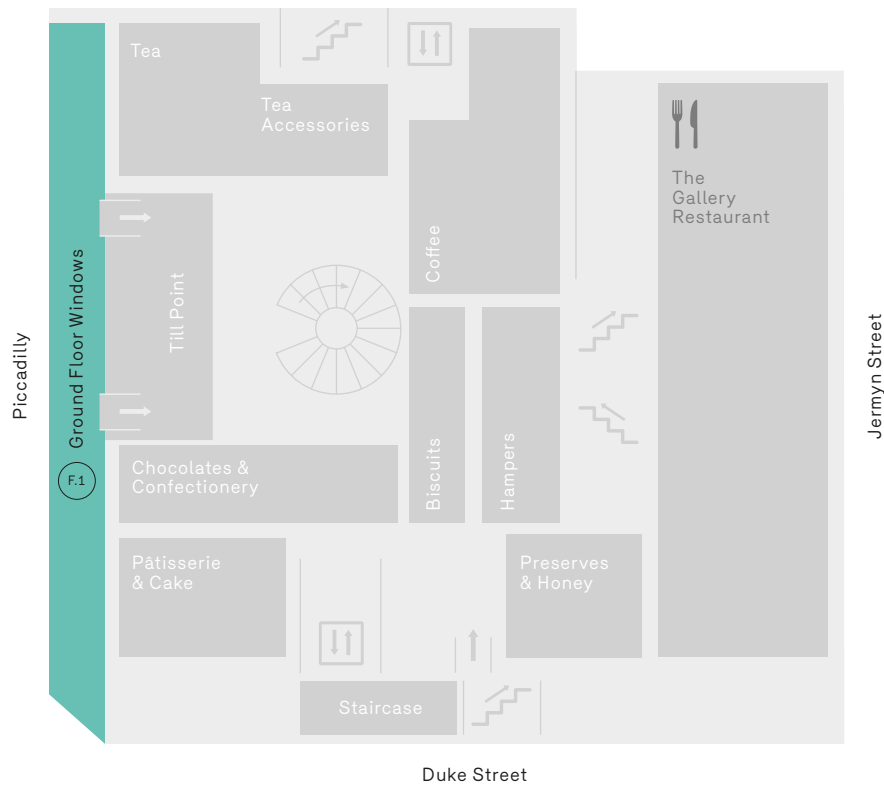 Tea
Tea
Accessories
The
Gallery
Restaurant
Coffee
Till Point
Ground Floor Windows
F.1
Piccadilly
Jermyn Street
Chocolates &
Confectionery
Biscuits
Hampers
Pâtisserie
& Cake
Preserves
& Honey
Staircase
Duke Street